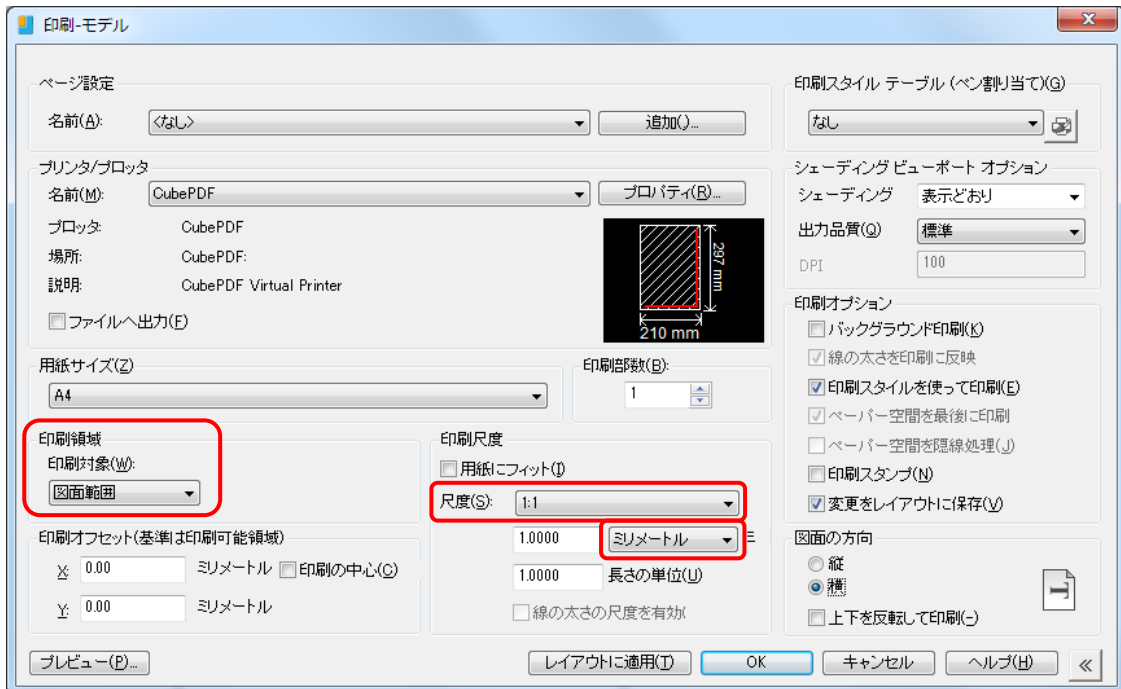 印刷-モデル
ページ設定
名前(A):
<なし>
追加()...
プリンタ/プロッタ
名前(M):
CubePDF
プロパティ(R)...
プロッタ:
CubePDF
場所:
CubePDF:
説明:
CubePDF Virtual Printer
ファイルへ出力(F)
297 mm
210 mm
用紙サイズ(Z)
A4
印刷部数(B):
1
印刷領域
印刷対象(W):
図面範囲
印刷オフセット(基準は印刷可能領域)
X:
0.00
ミリメートル
印刷の中心(C)
Y:
0.00
ミリメートル
印刷尺度
用紙にフィット(I)
尺度(S):
1:1
1.0000
ミリメートル
1.0000
長さの単位(U)
線の太さの尺度を有効(
印刷スタイル テーブル (ペン割り当て)(G)
なし
シェーディング ビューポート オプション
シェーディング
表示どおり
出力品質(Q)
標準
DPI
100
印刷オプション
バックグラウンド印刷(K)
線の太さを印刷に反映
印刷スタイルを使って印刷(E)
ペーパー空間を最後に印刷
ペーパー空間を隠線処理(J)
印刷スタンプ(N)
変更をレイアウトに保存(V)
図面の方向
縦
横
上下を反転して印刷(-)
プレビュー(P)...
レイアウトに適用(T)
OK
キャンセル
ヘルプ(H)